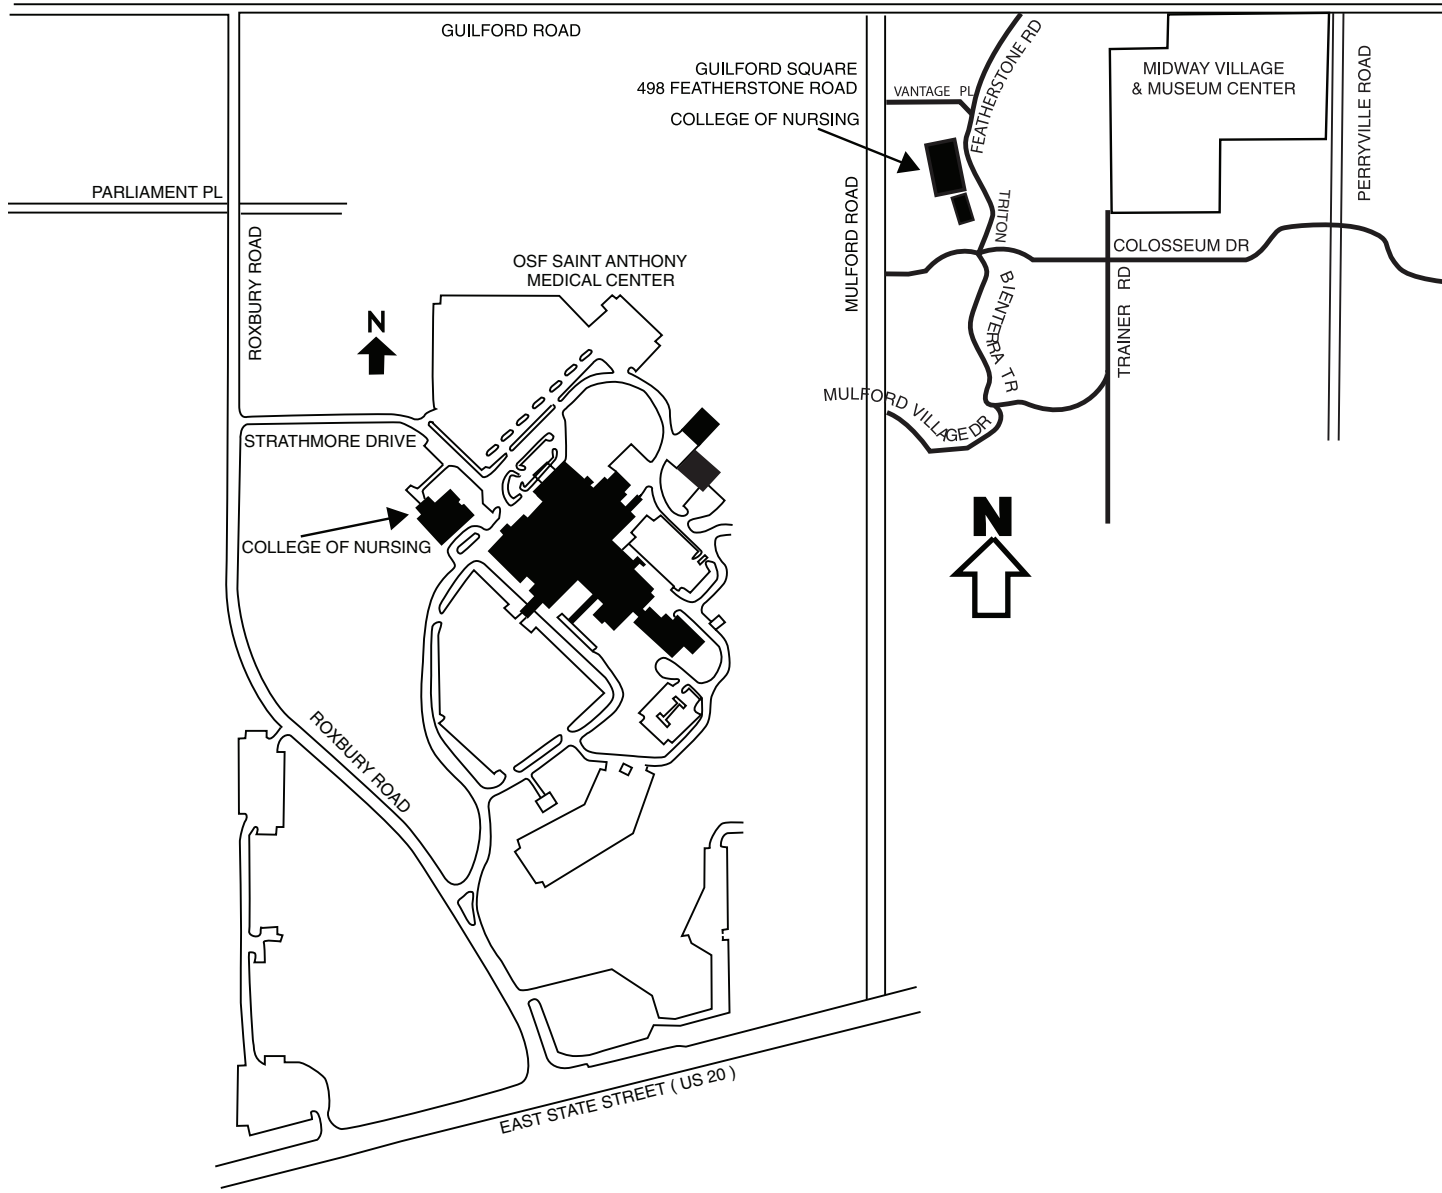 GUILFORD ROAD
GUILFORD SQUARE
498 FEATHERSTONE ROAD
COLLEGE OF NURSING
VANTAGE PL
FEATHERSTONE RD
MIDWAY VILLAGE
& MUSEUM CENTER
PERRYVILLE ROAD
PARLIAMENT PL
ROXBURY ROAD
MULFORD ROAD
TRITON
COLOSSEUM DR
OSF SAINT ANTHONY
MEDICAL CENTER
N
BIENTERRA TR
TRAINER RD
MULFORD VILLAGE DR
STRATHMORE DRIVE
COLLEGE OF NURSING
N
ROXBURY ROAD
EAST STATE STREET ( US 20 )